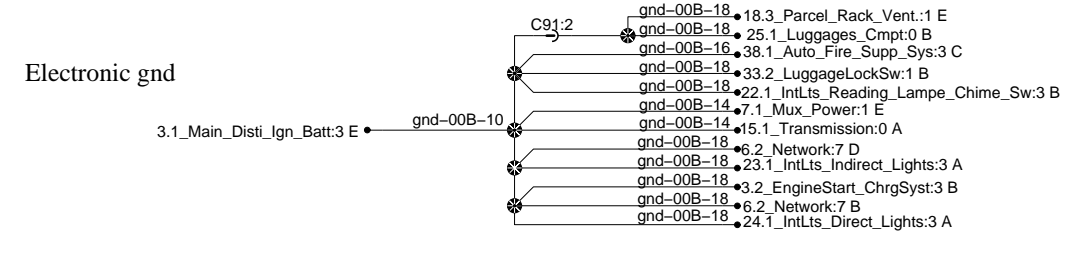 gnd–00B–18 18.3_Parcel_Rack_Vent.:1 E
C91:2
gnd–00B–18 25.1_Luggages_Cmpt:0 B
gnd–00B–16 38.1_Auto_Fire_Supp_Sys:3 C
Electronic gnd
gnd–00B–18 33.2_LuggageLockSw:1 B
gnd–00B–18 22.1_IntLts_Reading_Lampe_Chime_Sw:3 B
gnd–00B–14 7.1_Mux_Power:1 E
3.1_Main_Disti_Ign_Batt:3 E gnd–00B–10 gnd–00B–14 15.1_Transmission:0 A
gnd–00B–18 6.2_Network:7 D
gnd–00B–18 23.1_IntLts_Indirect_Lights:3 A
gnd–00B–18 3.2_EngineStart_ChrgSyst:3 B
gnd–00B–18 6.2_Network:7 B
gnd–00B–18 24.1_IntLts_Direct_Lights:3 A